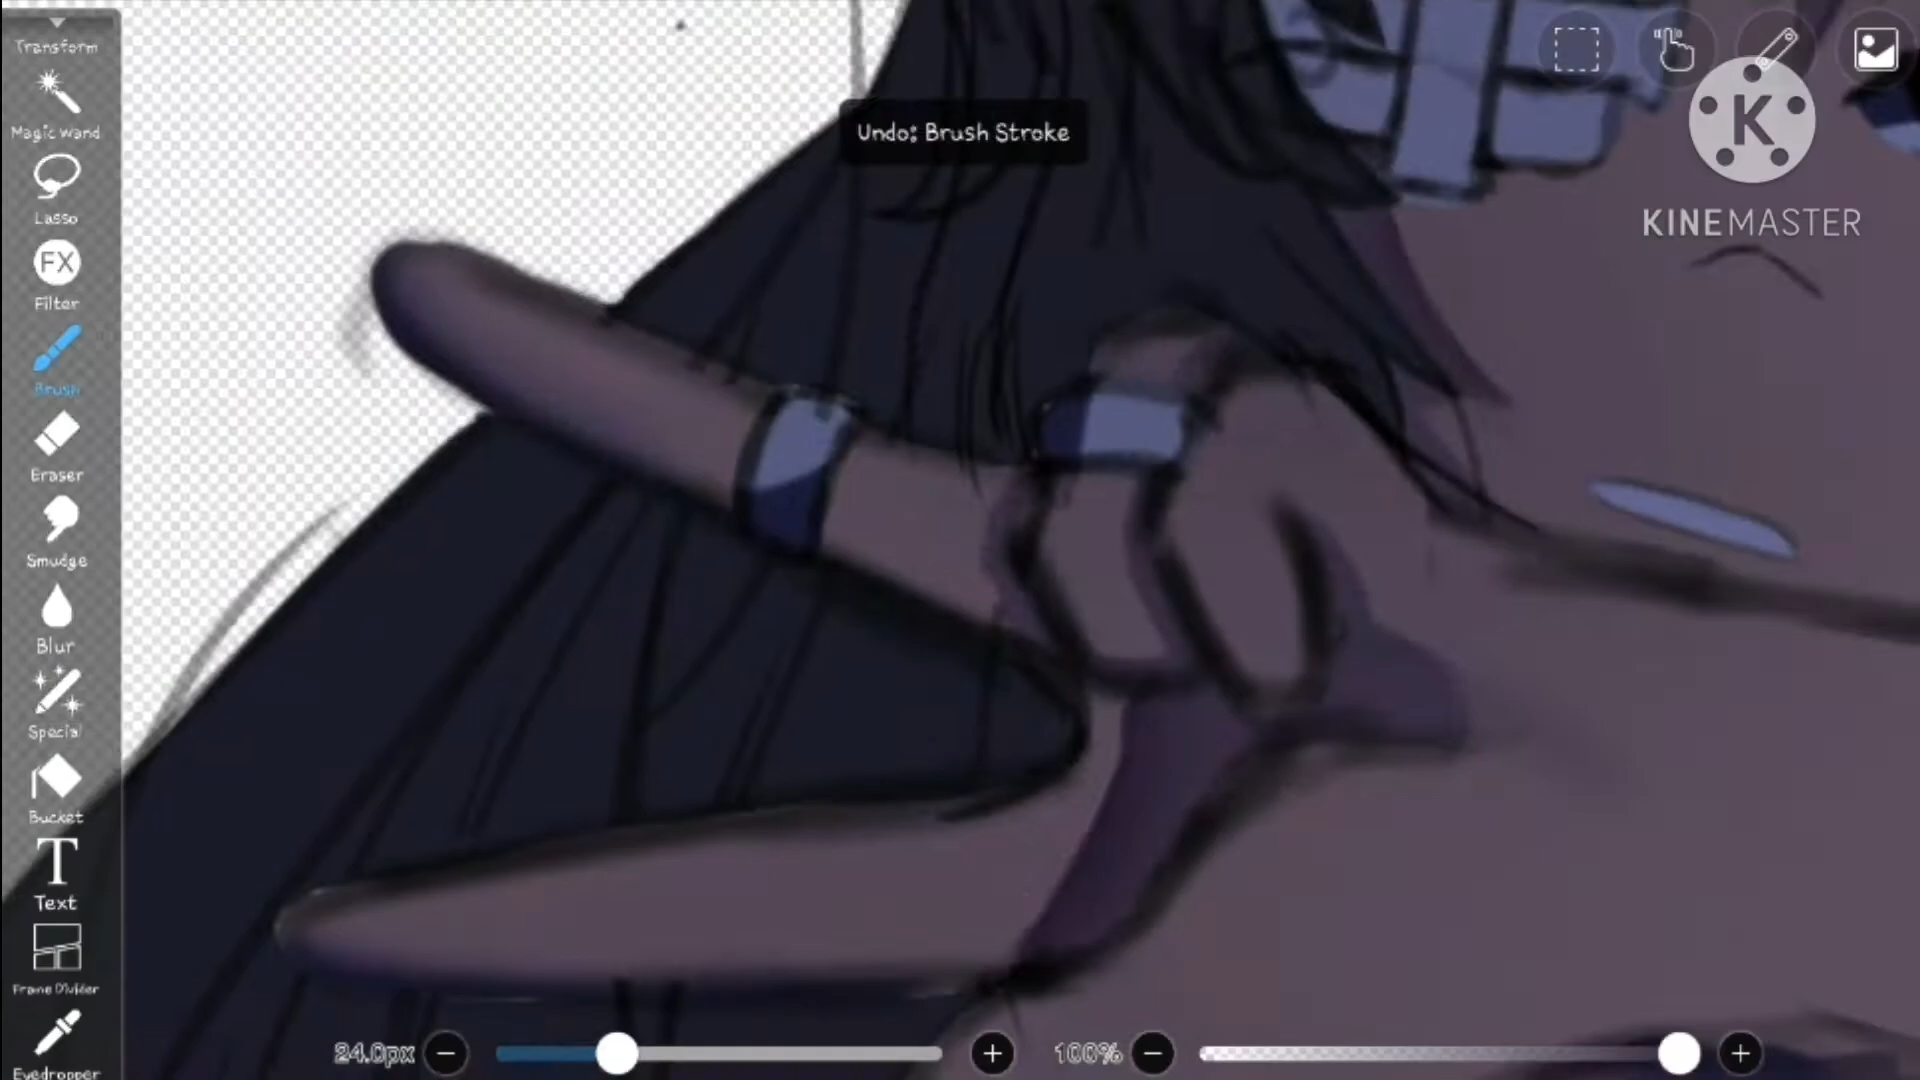 Transform
Magic wand
Lasso
FX
Filter
Brush
Eraser
Smudge
Blur
Special
Bucket
T
Text
Frame Divider
Eyedropper
Undo: Brush Stroke
K
KINEMASTER
24.0px
100%